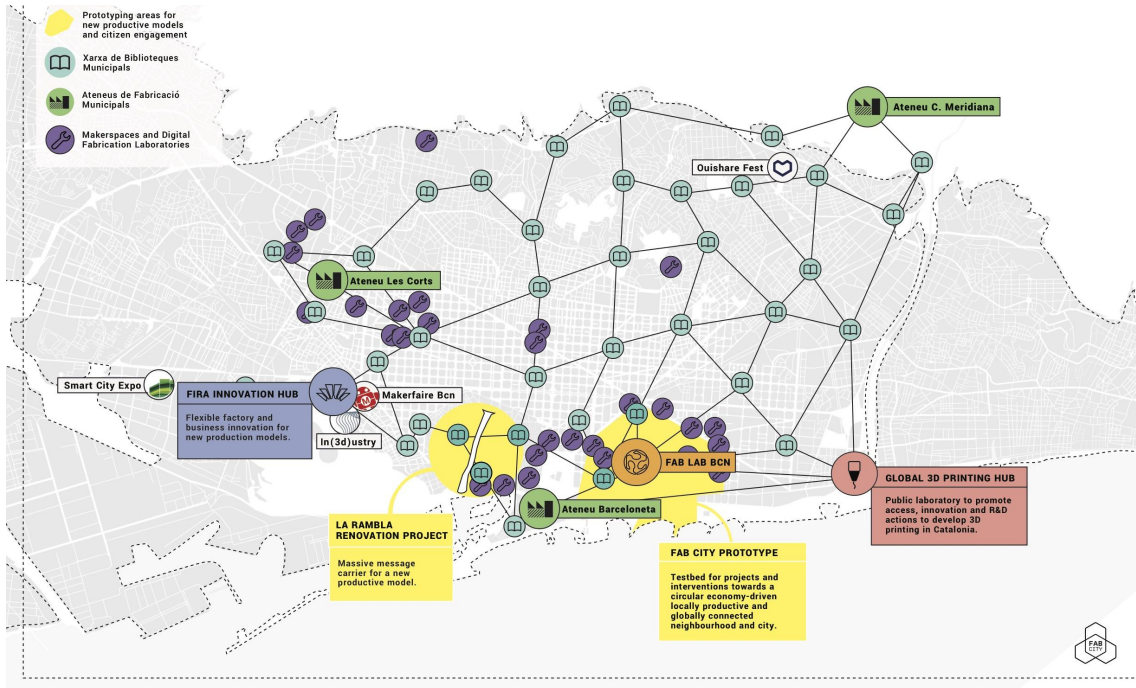 Prototyping areas for
new productive models
and citizen engagement
Xarxa de Biblioteques
Municipals
Ateneus de Fabricació
Municipals
Makerspaces and Digital
Fabrication Laboratories
Ateneu C. Meridiana
Ouishare Fest
Ateneu Les Corts
Smart City Expo
FIRA INNOVATION HUB
Flexible factory and
business innovation for
new production models.
M
Makerfaire Bcn
In(3d)ustry
FAB LAB BCN
GLOBAL 3D PRINTING HUB
Public laboratory to promote
access, innovation and R&D
actions to develop 3D
printing in Catalonia.
Ateneu Barceloneta
LA RAMBLA
RENOVATION PROJECT
Massive message
carrier for a new
productive model.
FAB CITY PROTOTYPE
Testbed for projects and
interventions towards a
circular economy-driven
locally productive and
globally connected
neighbourhood and city.
FAB
CITY